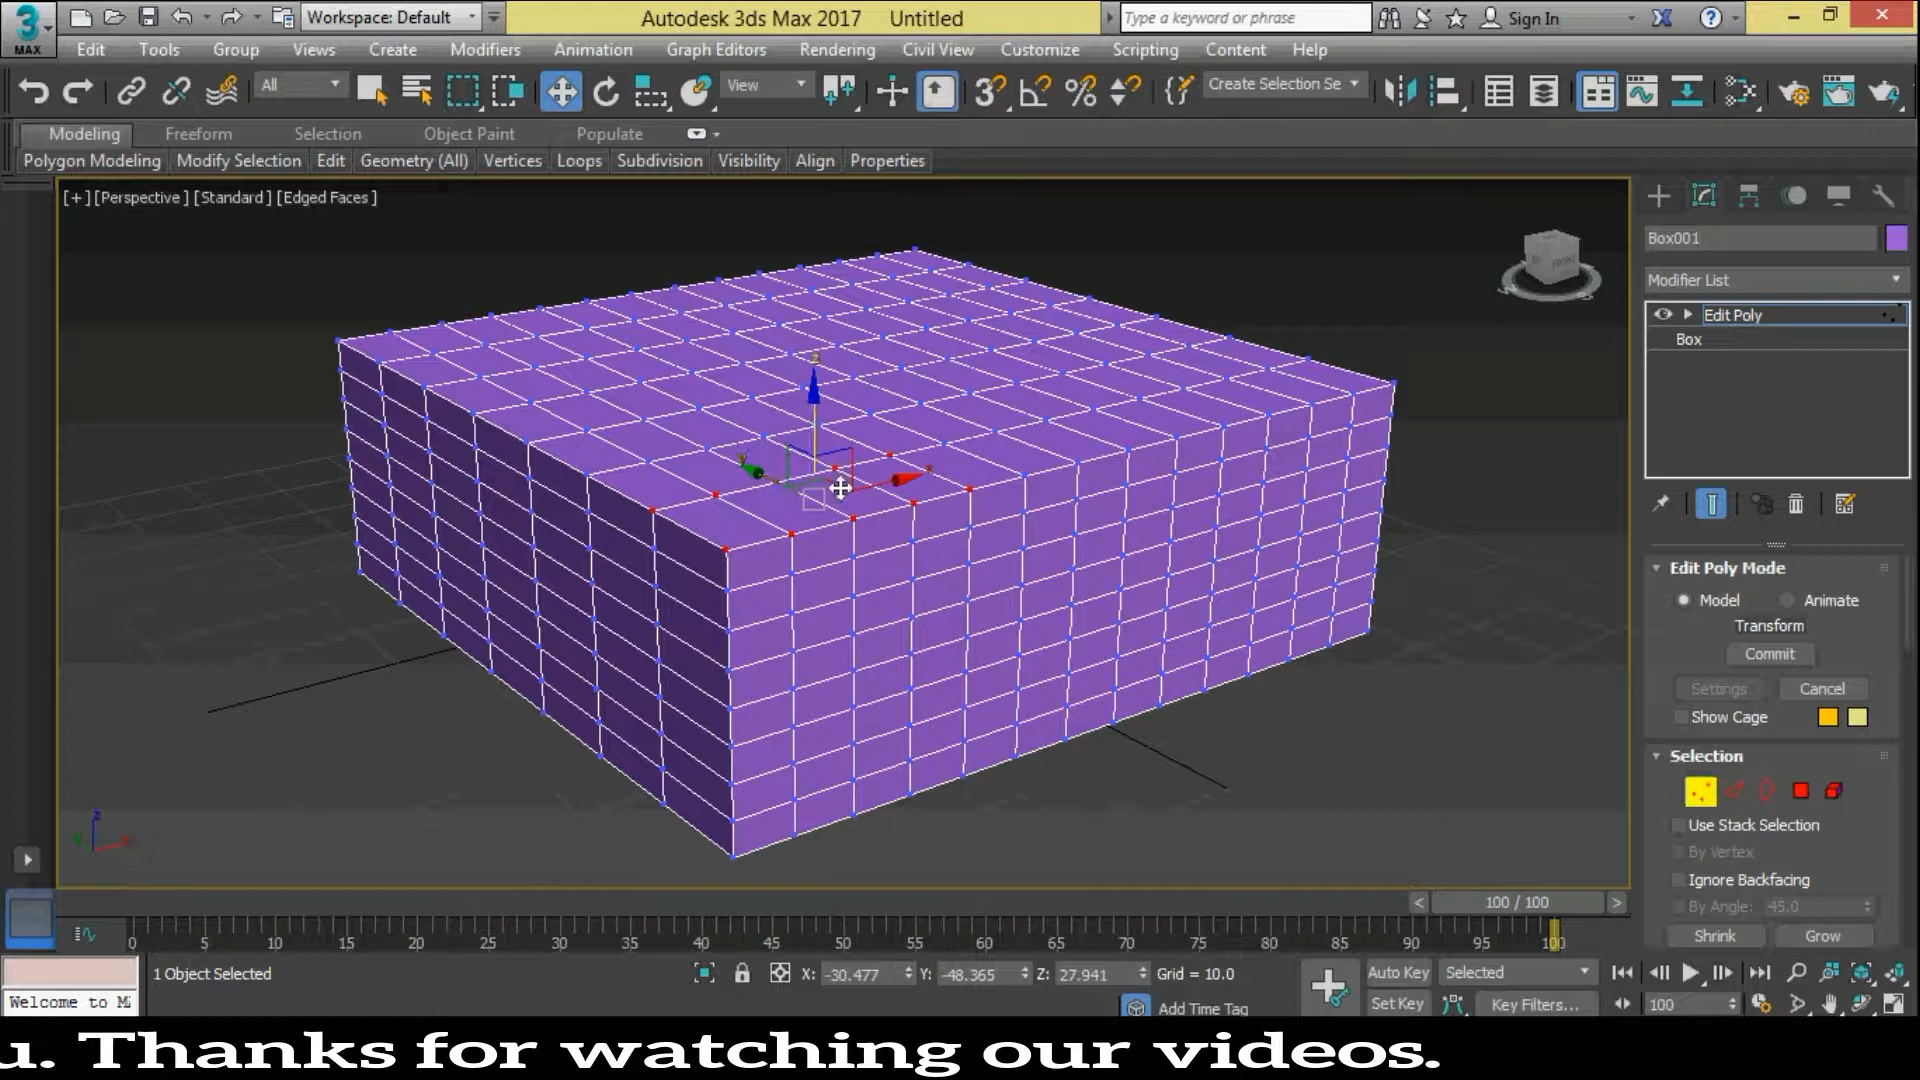 Workspace: Default
Autodesk 3ds Max 2017 Untitled
Type a keyword or phrase
Sign In
MAX
Edit Tools Group Views Create Modifiers Animation Graph Editors Rendering Civil View Customize Scripting Content Help
All
View
Create Selection Se
Modeling Freeform Selection Object Paint Populate
Polygon Modeling Modify Selection Edit Geometry (All) Vertices Loops Subdivision Visibility Align Properties
[+] [Perspective ] [Standard ] [Edged Faces ]
Box001
Modifier List
Edit Poly
Box
Edit Poly Mode
Model Animate
Transform
Commit
Settings Cancel
Show Cage
Selection
Use Stack Selection
By Vertex
Ignore Backfacing
By Angle: 45.0
Shrink Grow
< 100 / 100 >
0 5 10 15 20 25 30 35 40 45 50 55 60 65 70 75 80 85 90 95 100
1 Object Selected
X: -30.477 Y: -48.365 Z: 27.941 Grid = 10.0
Auto Key Selected
Welcome to Mi
Add Time Tag
Set Key Key Filters...
100
u. Thanks for watching our videos.